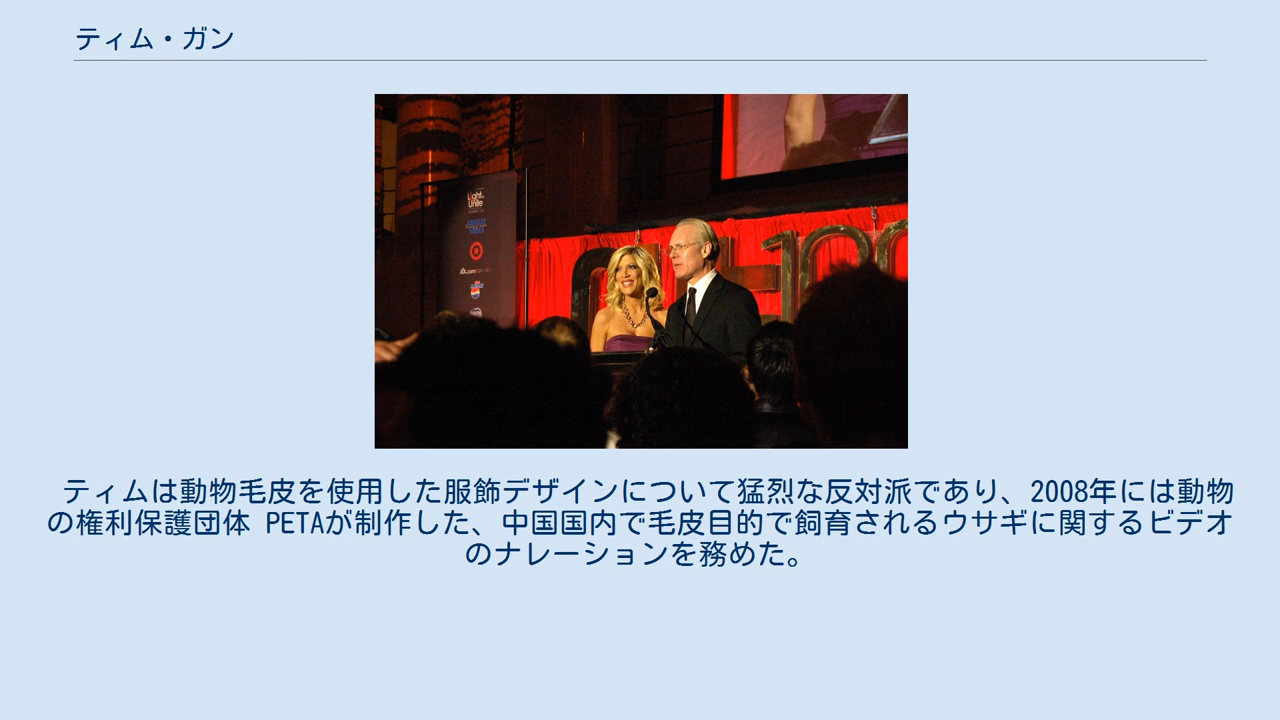 ティム・ガン
Light
to
Unite
ティムは動物毛皮を使用した服飾デザインについて猛烈な反対派であり、2008年には動物
の権利保護団体 PETAが制作した、中国国内で毛皮目的で飼育されるウサギに関するビデオ
のナレーションを務めた。